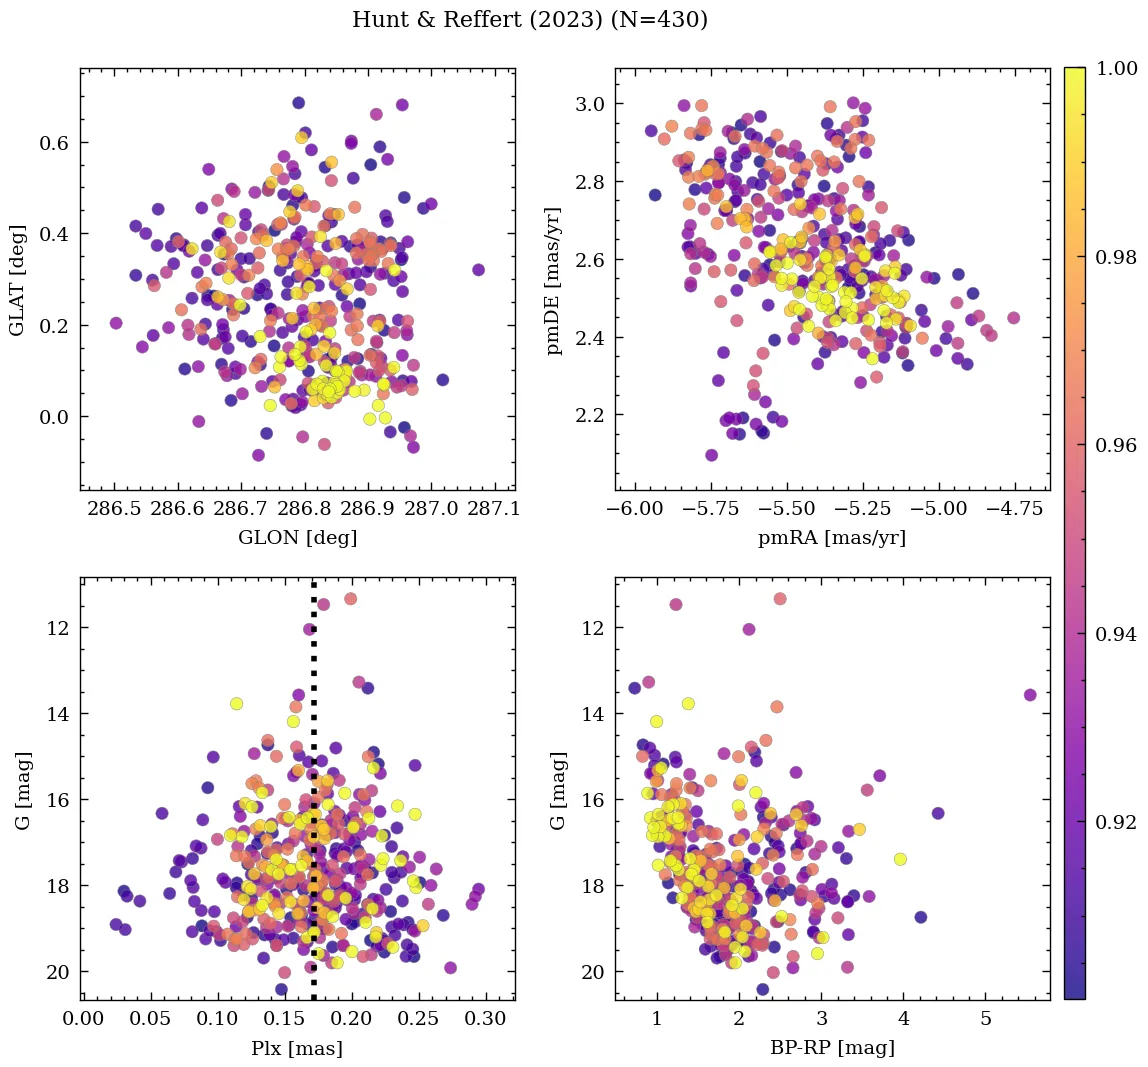 Hunt & Reffert (2023) (N=430)
GLAT [deg]
0.6
0.4
0.2
0.0
286.5 286.6 286.7 286.8 286.9 287.0 287.1
GLON [deg]
pmDE [mas/yr]
3.0
2.8
2.6
2.4
2.2
−6.00 −5.75 −5.50 −5.25 −5.00 −4.75
pmRA [mas/yr]
1.00
0.98
0.96
0.94
0.92
G [mag]
12
14
16
18
20
0.00 0.05 0.10 0.15 0.20 0.25 0.30
Plx [mas]
G [mag]
12
14
16
18
20
1 2 3 4 5
BP-RP [mag]